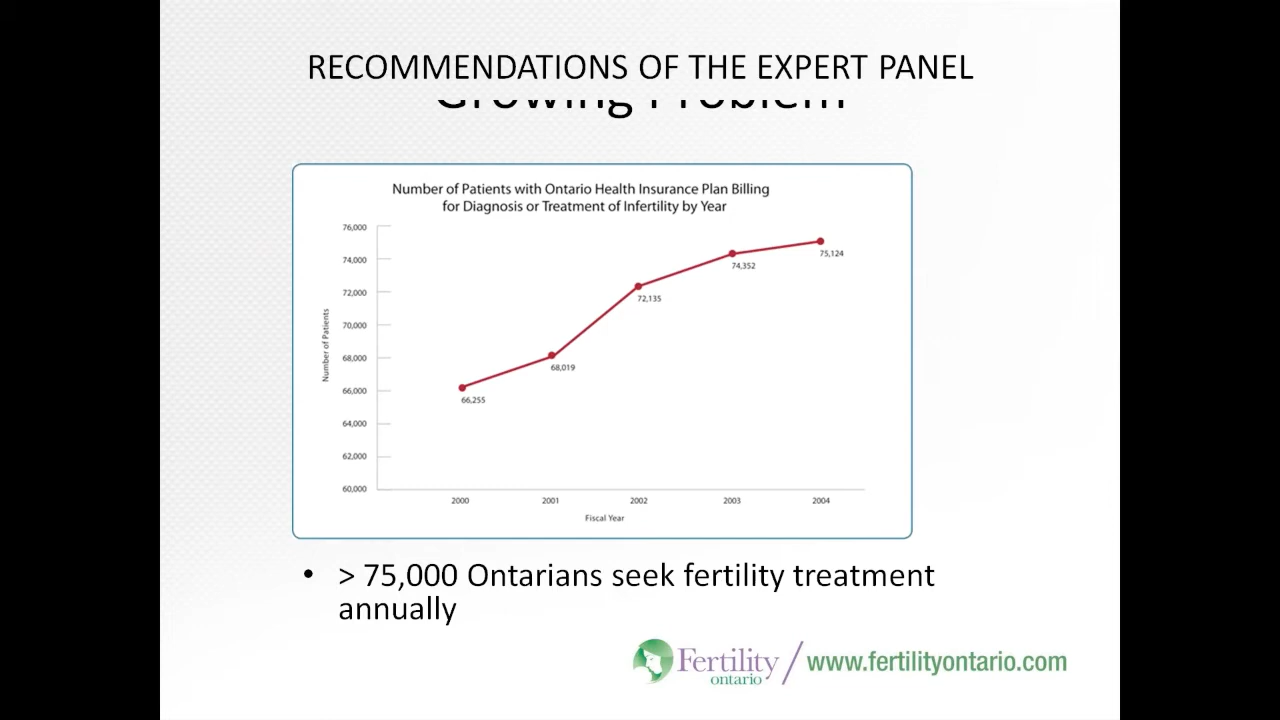 RECOMMENDATIONS OF THE EXPERT PANEL
Growing Problem
Number of Patients with Ontario Health Insurance Plan Billing
for Diagnosis or Treatment of Infertility by Year
76,000
74,000
72,000
70,000
68,000
66,000
64,000
62,000
60,000
Number of Patients
66,255
68,019
72,135
74,352
75,124
2000 2001 2002 2003 2004
Fiscal Year
• > 75,000 Ontarians seek fertility treatment
annually
Fertility
ontario
www.fertilityontario.com